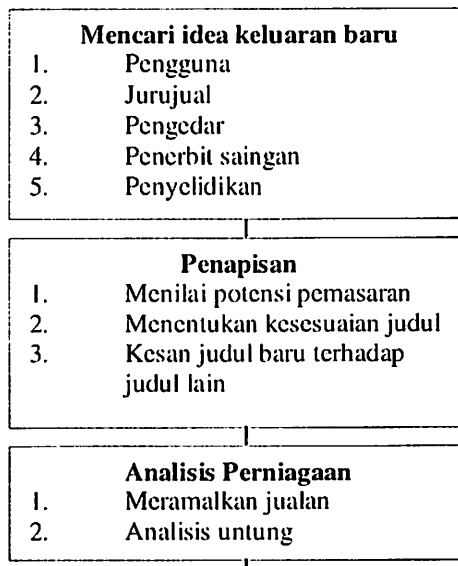 Mencari idea keluaran baru
1. Pengguna
2. Jurujual
3. Pengedar
4. Penerbit saingan
5. Penyelidikan
Penapisan
1. Menilai potensi pemasaran
2. Menentukan kesesuaian judul
3. Kesan judul baru terhadap
judul lain
Analisis Perniagaan
1. Meramalkan jualan
2. Analisis untung